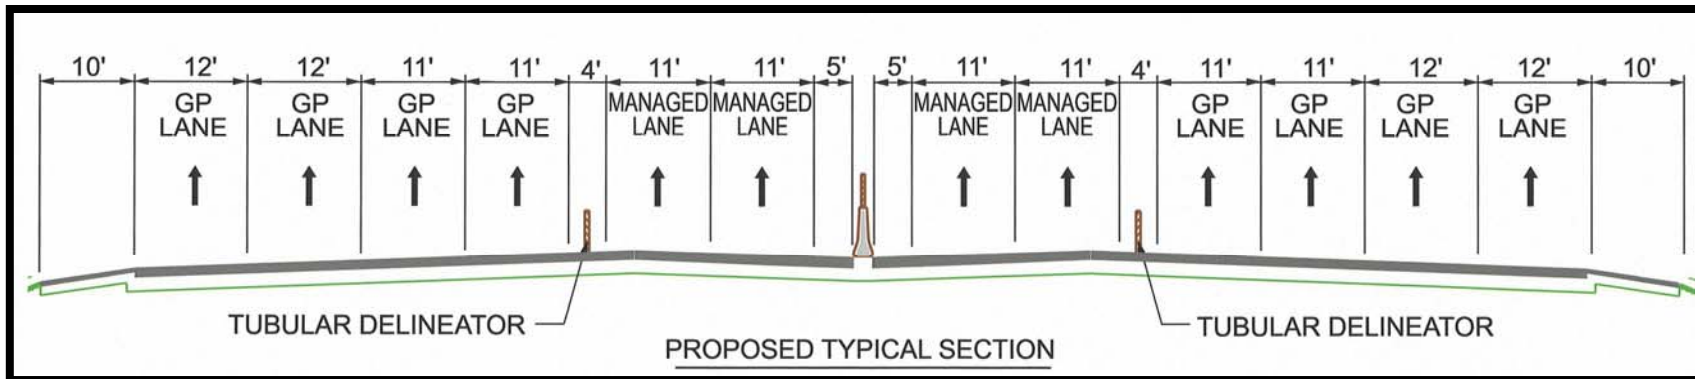 10' 12' 12' 11' 11' 4' 11' 11' 5' 5' 11' 11' 4' 11' 11' 12' 12' 10'
GP LANE
GP LANE
GP LANE
GP LANE
MANAGED LANE
MANAGED LANE
MANAGED LANE
MANAGED LANE
GP LANE
GP LANE
GP LANE
GP LANE
TUBULAR DELINEATOR
TUBULAR DELINEATOR
PROPOSED TYPICAL SECTION